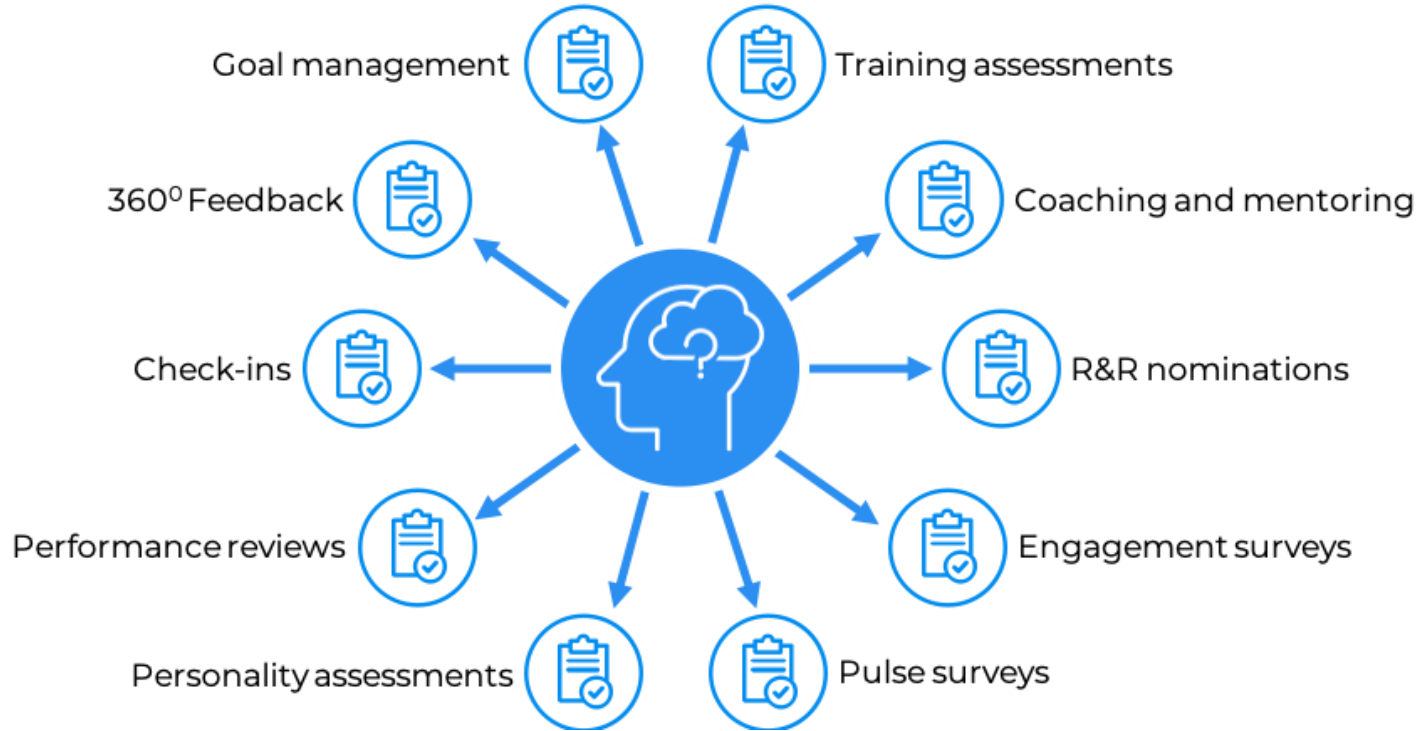 Goal management
Training assessments
360⁰ Feedback
Coaching and mentoring
Check-ins
R&R nominations
Performance reviews
Engagement surveys
Personality assessments
Pulse surveys
?